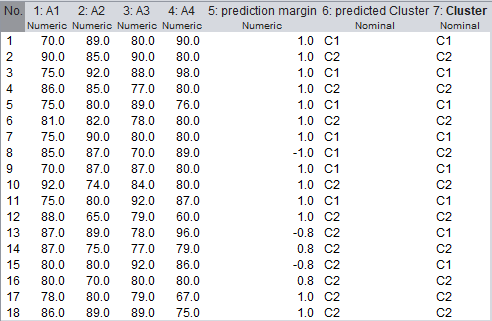 No. 1: A1 2: A2 3: A3 4: A4 5: prediction margin 6: predicted Cluster 7: Cluster
Numeric Numeric Numeric Numeric Numeric Nominal Nominal
1 70.0 89.0 80.0 90.0 1.0 C1 C1
2 90.0 85.0 90.0 80.0 1.0 C2 C2
3 75.0 92.0 88.0 98.0 1.0 C1 C1
4 86.0 85.0 77.0 80.0 1.0 C2 C2
5 75.0 80.0 89.0 76.0 1.0 C1 C1
6 81.0 82.0 78.0 80.0 1.0 C2 C2
7 75.0 90.0 80.0 80.0 1.0 C1 C1
8 85.0 87.0 70.0 89.0 -1.0 C1 C2
9 70.0 87.0 87.0 80.0 1.0 C1 C1
10 92.0 74.0 84.0 80.0 1.0 C2 C2
11 75.0 80.0 92.0 87.0 1.0 C1 C1
12 88.0 65.0 79.0 60.0 1.0 C2 C2
13 87.0 89.0 78.0 96.0 -0.8 C2 C1
14 87.0 75.0 77.0 79.0 0.8 C2 C2
15 80.0 80.0 92.0 86.0 -0.8 C2 C1
16 80.0 70.0 80.0 80.0 0.8 C2 C2
17 78.0 80.0 79.0 67.0 1.0 C2 C2
18 86.0 89.0 89.0 75.0 1.0 C2 C2